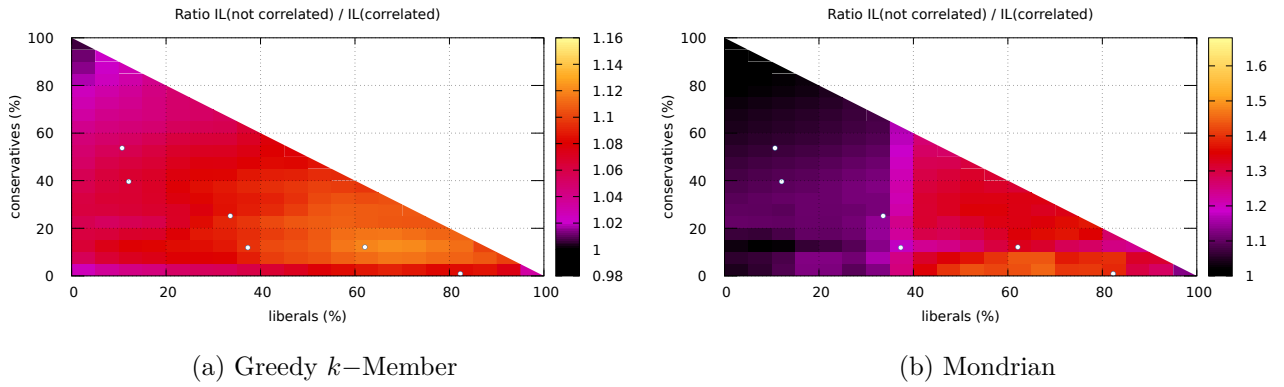 Ratio IL(not correlated) / IL(correlated)
100
80
60
40
20
0
conservatives (%)
0 20 40 60 80 100
liberals (%)
1.16
1.14
1.12
1.1
1.08
1.06
1.04
1.02
1
0.98
(a) Greedy k−Member
Ratio IL(not correlated) / IL(correlated)
100
80
60
40
20
0
conservatives (%)
0 20 40 60 80 100
liberals (%)
1.6
1.5
1.4
1.3
1.2
1.1
1
(b) Mondrian